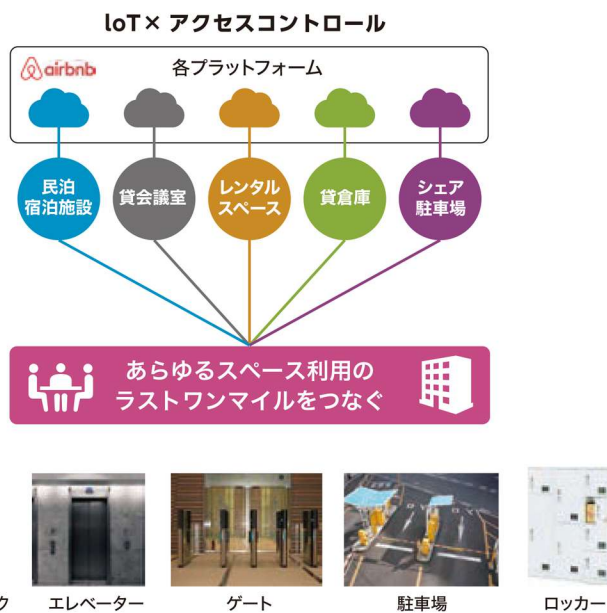 IoT× アクセスコントロール
airbnb
各プラットフォーム
民泊
宿泊施設
貸会議室
レンタル
スペース
貸倉庫
シェア
駐車場
あらゆるスペース利用の
ラストワンマイルをつなぐ
ク
エレベーター
ゲート
駐車場
ロッカー